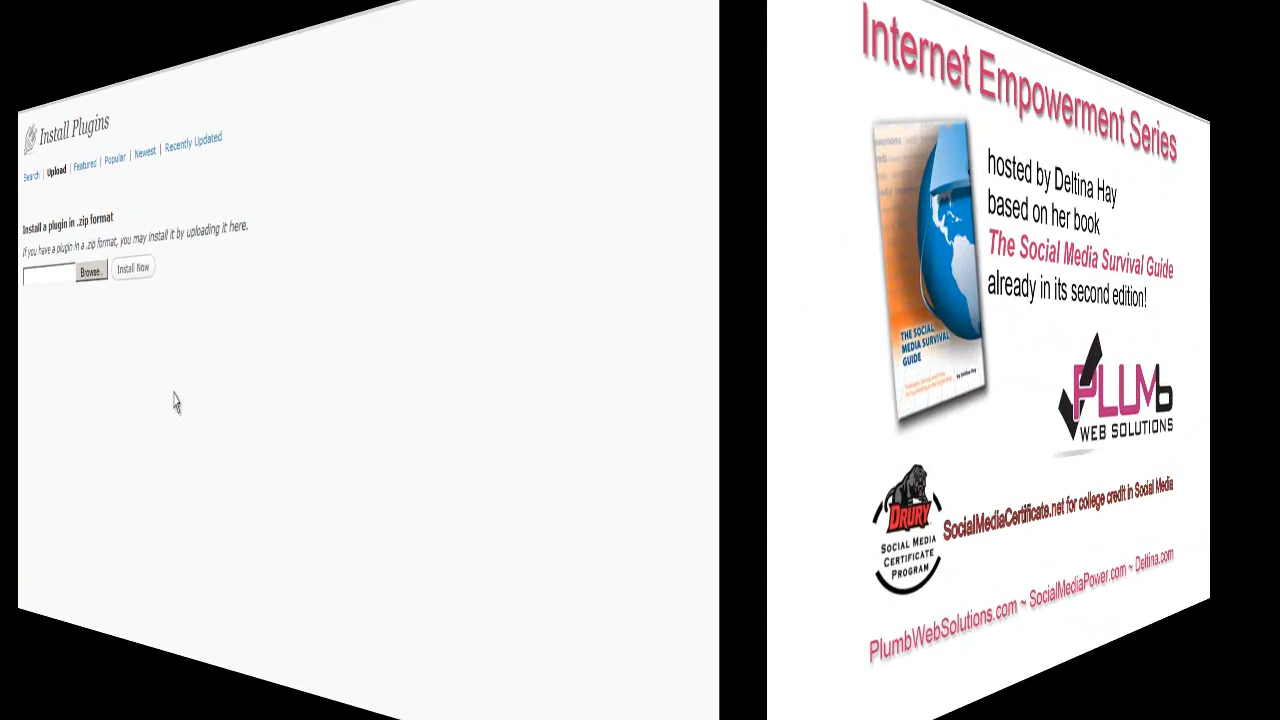 Install Plugins
Search | Upload | Featured | Popular | Newest | Recently Updated
Install a plugin in .zip format
If you have a plugin in a .zip format, you may install it by uploading it here.
Browse... Install Now
Internet Empowerment Series
hosted by Deltina Hay
based on her book
The Social Media Survival Guide
already in its second edition!
THE SOCIAL
MEDIA SURVIVAL
GUIDE
by Deltina Hay
PLUMb
WEB SOLUTIONS
DRURY
SOCIAL MEDIA
CERTIFICATE
PROGRAM
SocialMediaCertificate.net for college credit in Social Media
PlumbWebSolutions.com ~ SocialMediaPower.com ~ Deltina.com